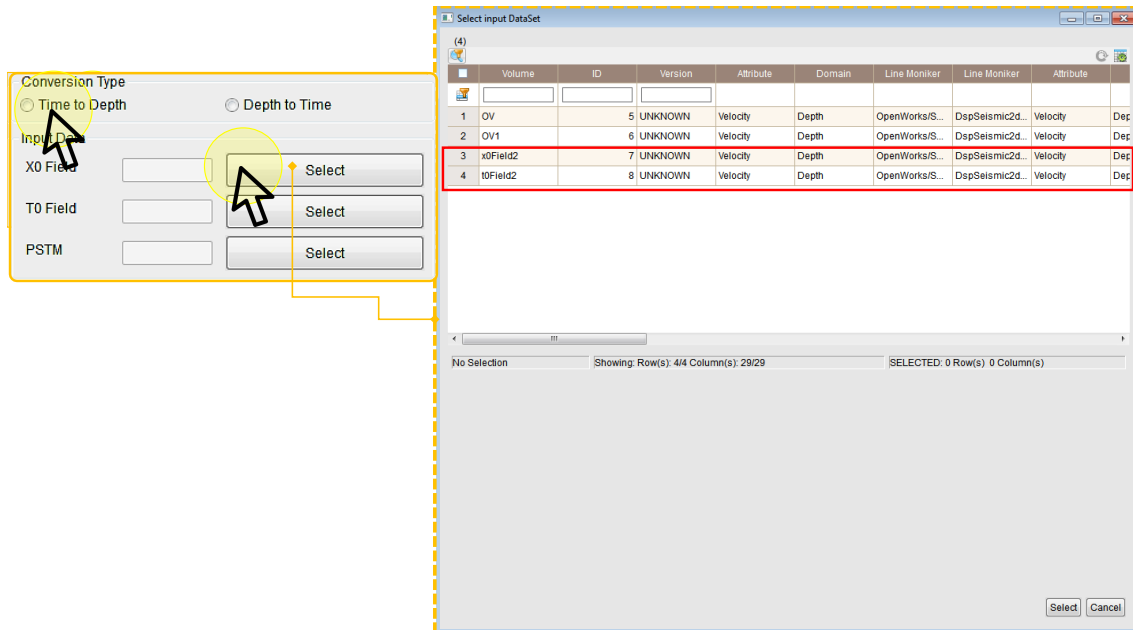 Select input DataSet
(4)
Volume ID Version Attribute Domain Line Moniker Line Moniker Attribute
1 OV 5 UNKNOWN Velocity Depth OpenWorks/S... DspSeismic2d... Velocity Dep
2 OV1 6 UNKNOWN Velocity Depth OpenWorks/S... DspSeismic2d... Velocity Dep
3 x0Field2 7 UNKNOWN Velocity Depth OpenWorks/S... DspSeismic2d... Velocity Dep
4 t0Field2 8 UNKNOWN Velocity Depth OpenWorks/S... DspSeismic2d... Velocity Dep
No Selection Showing: Row(s): 4/4 Column(s): 29/29 SELECTED: 0 Row(s) 0 Column(s)
Select Cancel
Conversion Type
Time to Depth Depth to Time
Input Data
X0 Field Select
T0 Field Select
PSTM Select